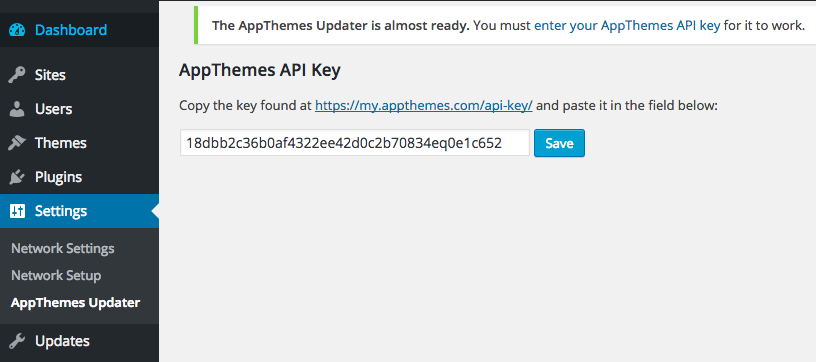 Dashboard
Sites
Users
Themes
Plugins
Settings
Network Settings
Network Setup
AppThemes Updater
Updates
The AppThemes Updater is almost ready. You must enter your AppThemes API key for it to work.
AppThemes API Key
Copy the key found at https://my.appthemes.com/api-key/ and paste it in the field below:
18dbb2c36b0af4322ee42d0c2b70834eq0e1c652 Save